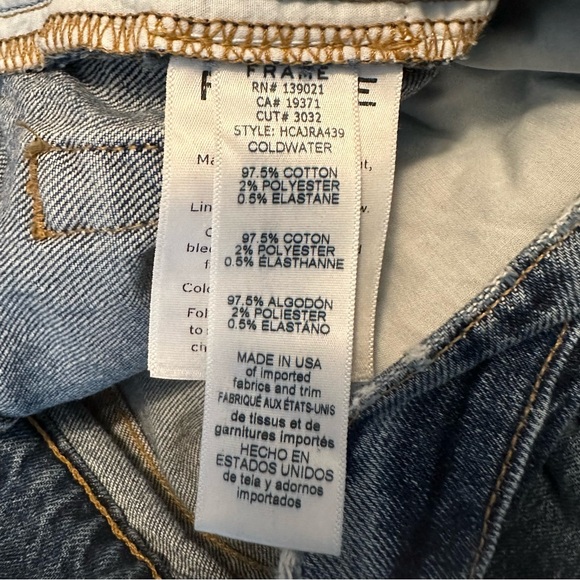 FRAME
RN# 139021
CA# 19371
CUT# 3032
STYLE: HCAJRA439
COLDWATER
97.5% COTTON
2% POLYESTER
0.5% ELASTANE
97.5% COTON
2% POLYESTER
0.5% ÉLASTHANNE
97.5% ALGODÓN
2% POLIESTER
0.5% ELASTANO
MADE IN USA
of imported
fabrics and trim
FABRIQUÉ AUX ÉTATS-UNIS
de tissus et de
garnitures importés
HECHO EN
ESTADOS UNIDOS
de tela y adornos
importados